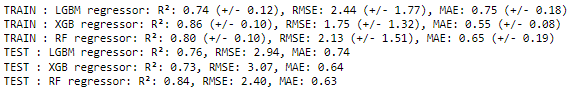 TRAIN : LGBM regressor: R²: 0.74 (+/- 0.12), RMSE: 2.44 (+/- 1.77), MAE: 0.75 (+/- 0.18)
TRAIN : XGB regressor: R²: 0.86 (+/- 0.10), RMSE: 1.75 (+/- 1.32), MAE: 0.55 (+/- 0.08)
TRAIN : RF regressor: R²: 0.80 (+/- 0.10), RMSE: 2.13 (+/- 1.51), MAE: 0.65 (+/- 0.19)
TEST : LGBM regressor: R²: 0.76, RMSE: 2.94, MAE: 0.74
TEST : XGB regressor: R²: 0.73, RMSE: 3.07, MAE: 0.64
TEST : RF regressor: R²: 0.84, RMSE: 2.40, MAE: 0.63